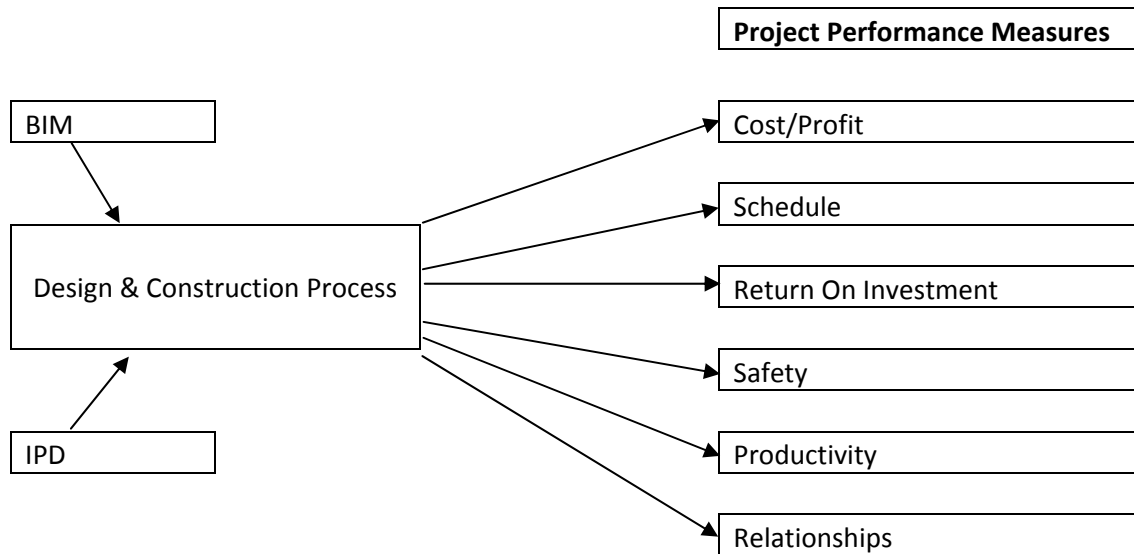 Project Performance Measures
BIM
Cost/Profit
Schedule
Design & Construction Process
Return On Investment
Safety
IPD
Productivity
Relationships